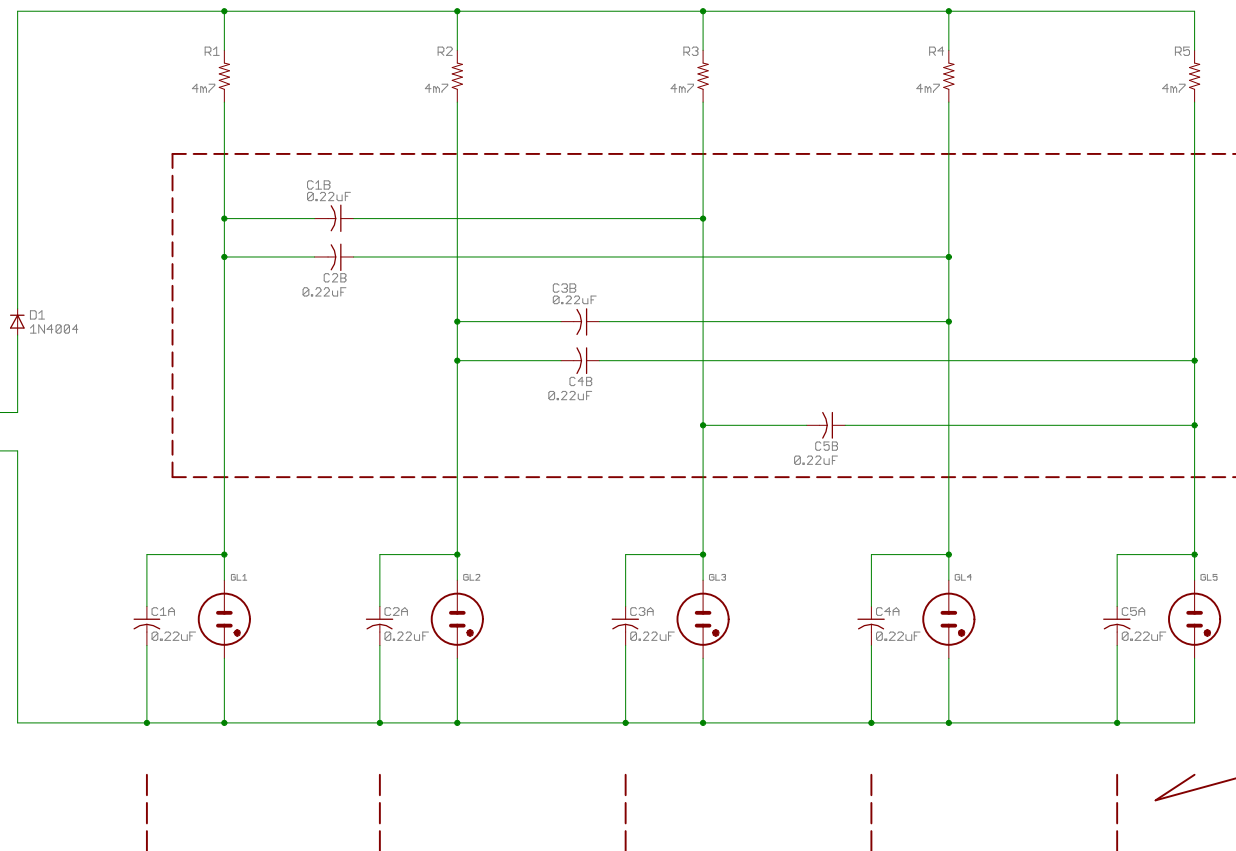 R1
4m7
R2
4m7
R3
4m7
R4
4m7
R5
4m7
C1B
0.22uF
C2B
0.22uF
C3B
0.22uF
D1
1N4004
C4B
0.22uF
C5B
0.22uF
GL1
GL2
GL3
GL4
GL5
C1A
0.22uF
C2A
0.22uF
C3A
0.22uF
C4A
0.22uF
C5A
0.22uF